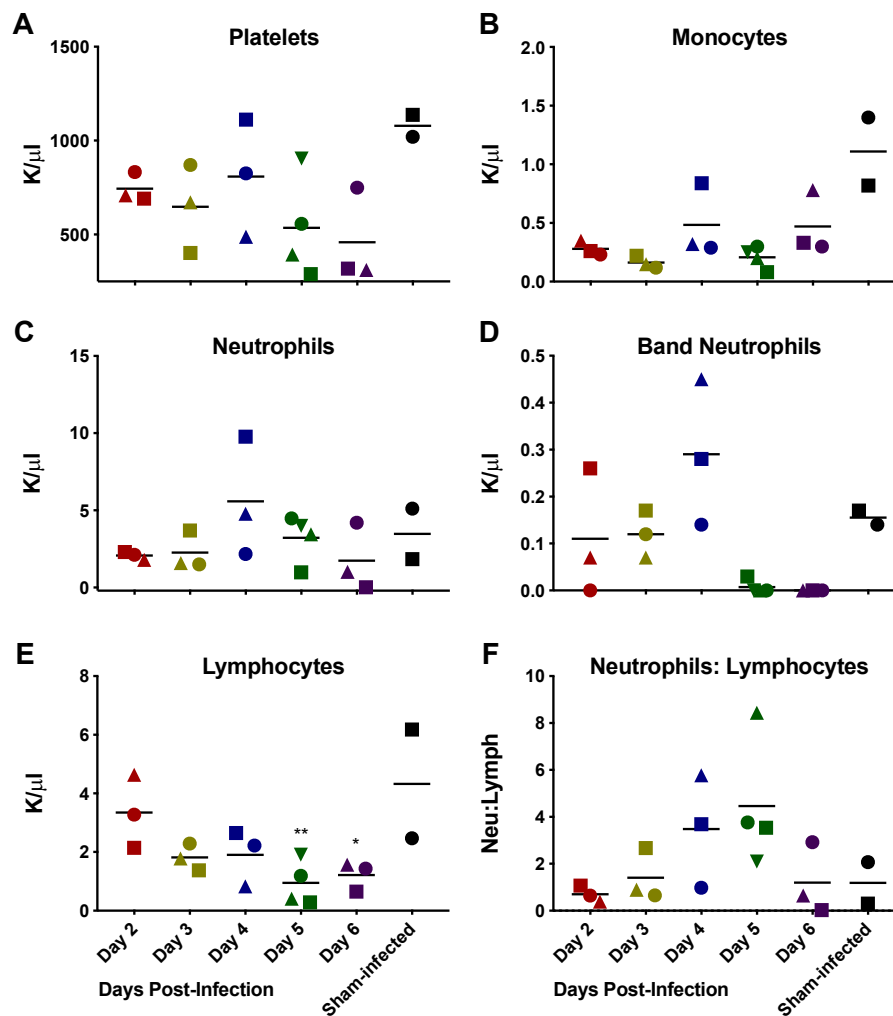 A
Platelets
1500
1000
500
K/μl
B
Monocytes
2.0
1.5
1.0
0.5
0.0
K/μl
C
Neutrophils
15
10
5
0
K/μl
D
Band Neutrophils
0.5
0.4
0.3
0.2
0.1
0.0
K/μl
E
Lymphocytes
8
6
4
2
0
K/μl
**
*
Day 2
Day 3
Day 4
Day 5
Day 6
Sham-infected
Days Post-Infection
F
Neutrophils: Lymphocytes
10
8
6
4
2
0
Neu:Lymph
Day 2
Day 3
Day 4
Day 5
Day 6
Sham-infected
Days Post-Infection